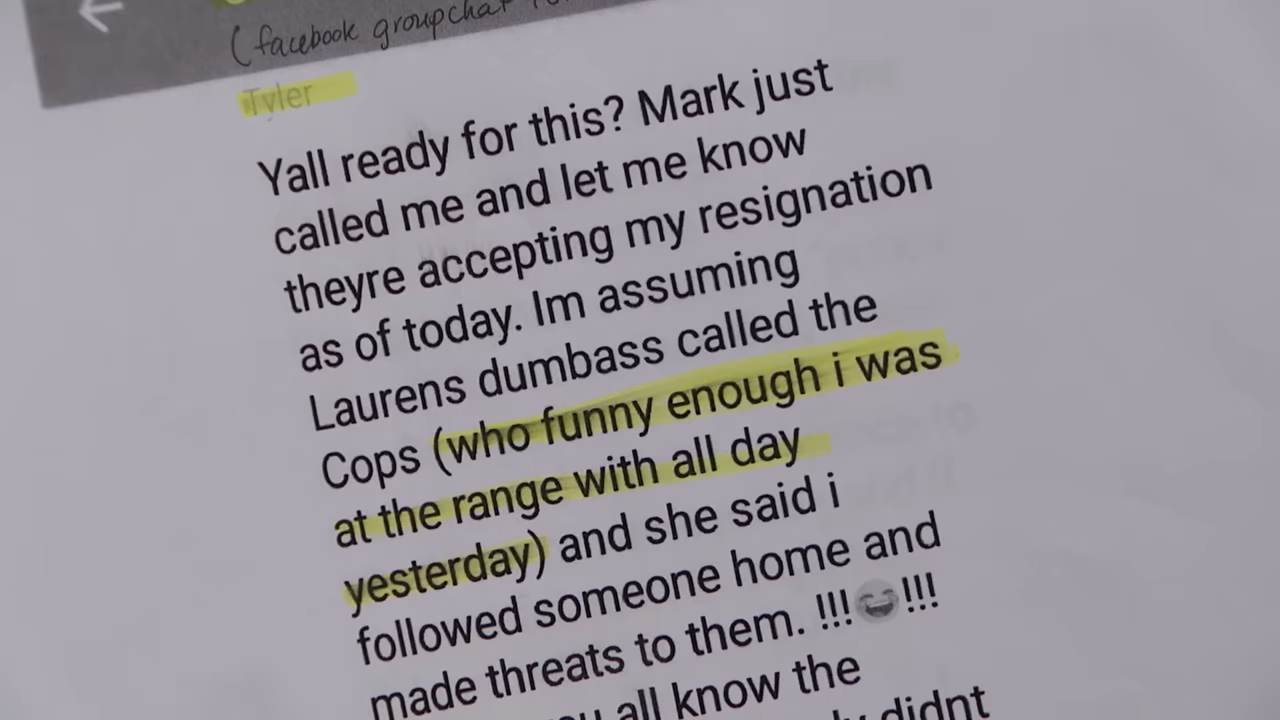 (facebook groupchat
Tyler
Yall ready for this? Mark just
called me and let me know
theyre accepting my resignation
as of today. Im assuming
Laurens dumbass called the
Cops (who funny enough i was
at the range with all day
yesterday) and she said i
followed someone home and
made threats to them. !!!😂!!!
all know the
didnt